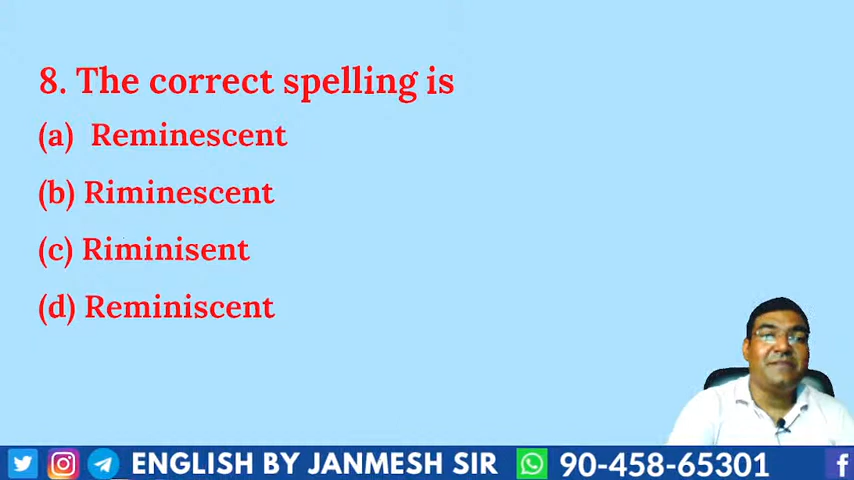 8. The correct spelling is
(a) Reminescent
(b) Riminescent
(c) Riminisent
(d) Reminiscent
ENGLISH BY JANMESH SIR 90-458-65301